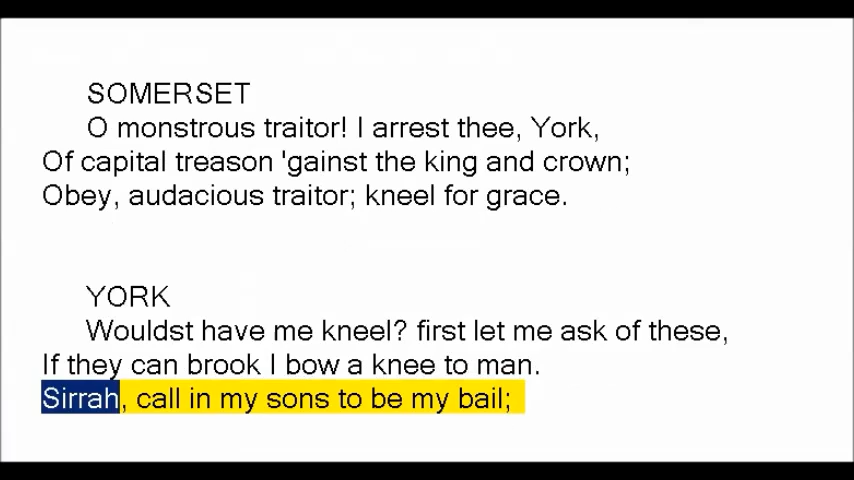 SOMERSET
O monstrous traitor! I arrest thee, York,
Of capital treason 'gainst the king and crown;
Obey, audacious traitor; kneel for grace.
YORK
Wouldst have me kneel? first let me ask of these,
If they can brook I bow a knee to man.
Sirrah, call in my sons to be my bail;